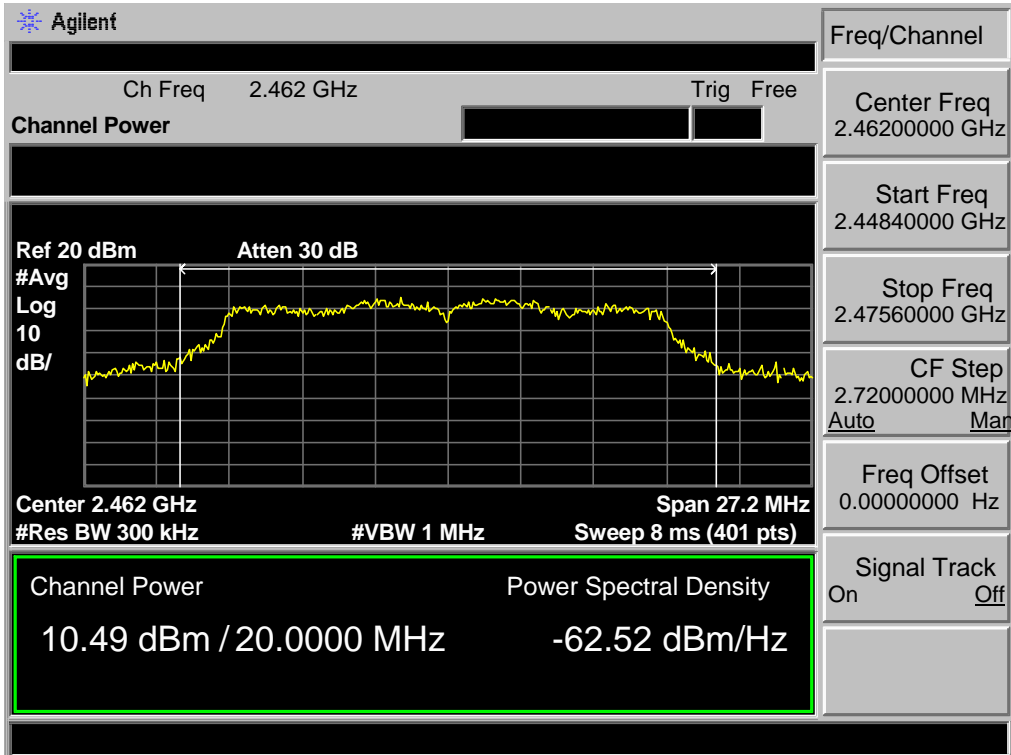 Agilent
Freq/Channel
Ch Freq 2.462 GHz Trig Free
Channel Power
Center Freq
2.46200000 GHz
Start Freq
2.44840000 GHz
Ref 20 dBm Atten 30 dB
#Avg
Log
10
dB/
Stop Freq
2.47560000 GHz
CF Step
2.72000000 MHz
Auto Man
Freq Offset
0.00000000 Hz
Center 2.462 GHz Span 27.2 MHz
#Res BW 300 kHz #VBW 1 MHz Sweep 8 ms (401 pts)
Signal Track
On Off
Channel Power Power Spectral Density
10.49 dBm / 20.0000 MHz -62.52 dBm/Hz